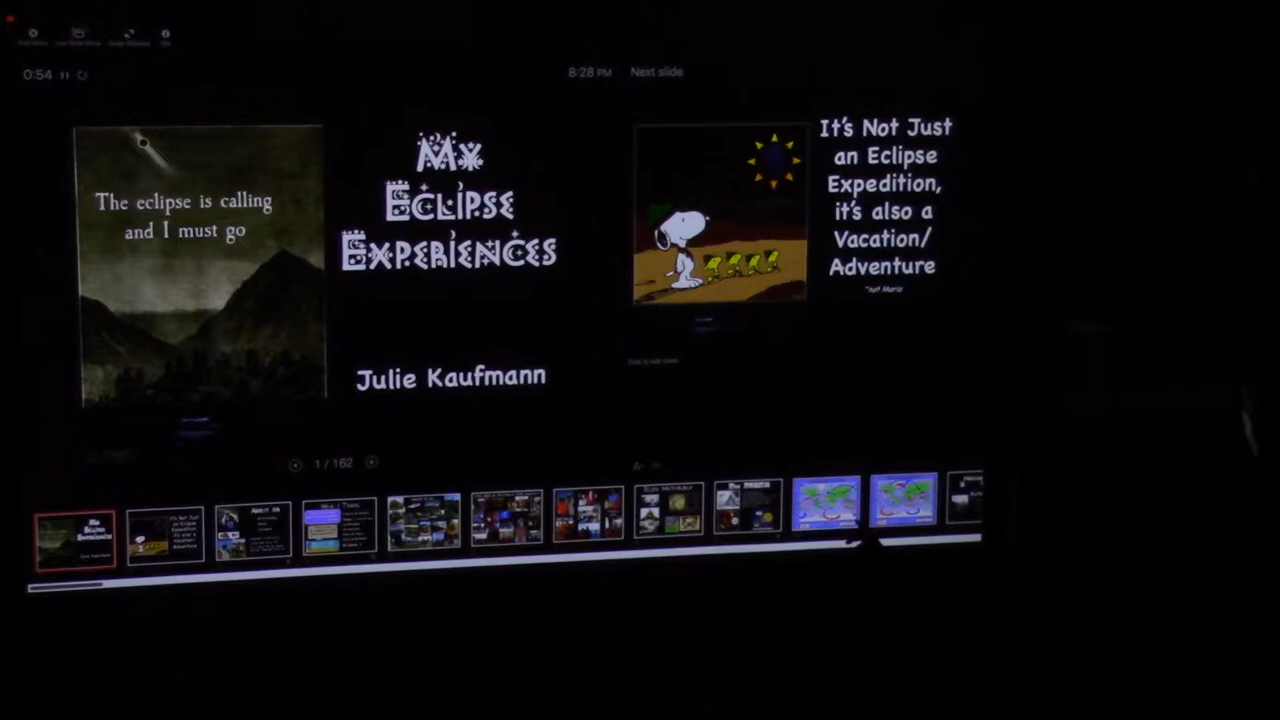 0:54
8:28 PM
Next slide
The eclipse is calling
and I must go
My
Eclipse
Experiences
Julie Kaufmann
It's Not Just
an Eclipse
Expedition,
it's also a
Vacation/
Adventure
1 / 162